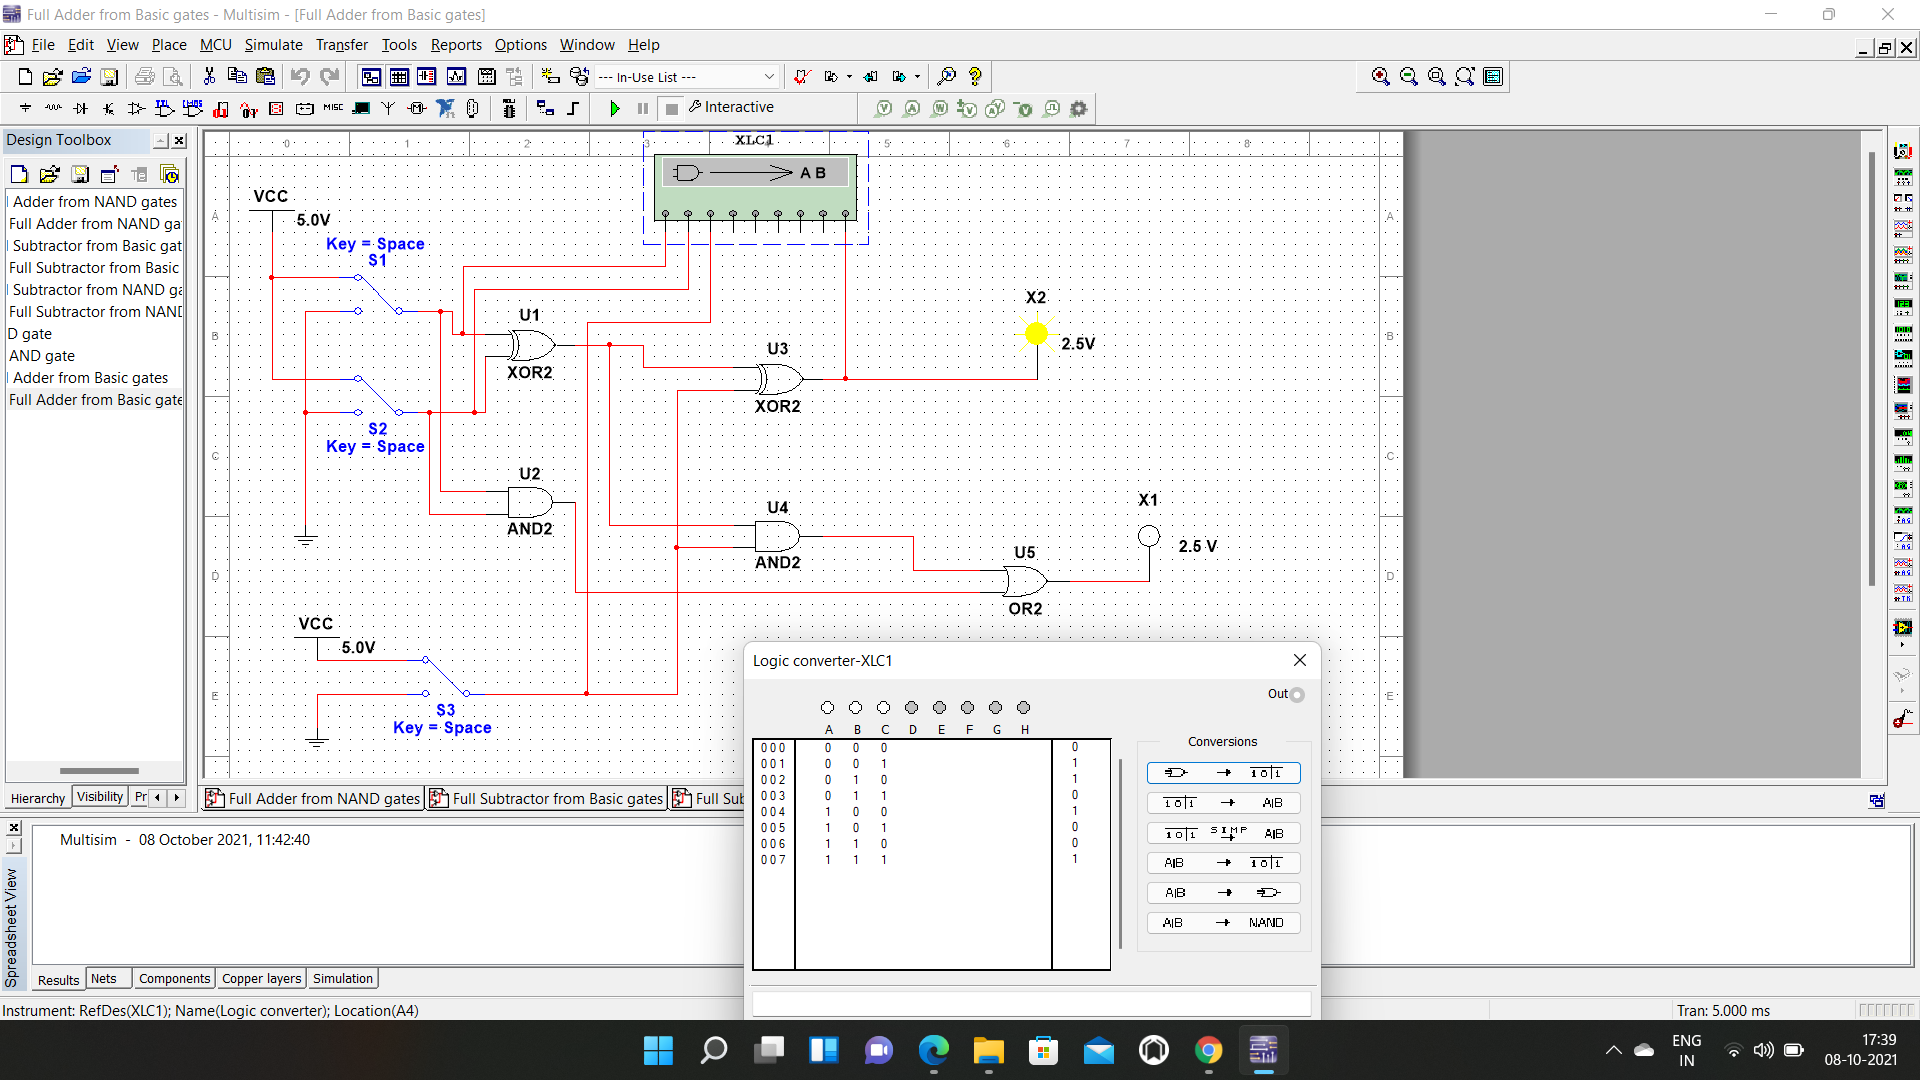 Full Adder from Basic gates - Multisim - [Full Adder from Basic gates]
File Edit View Place MCU Simulate Transfer Tools Reports Options Window Help
--- In-Use List ---
MISC
Interactive
Design Toolbox
l Adder from NAND gates
Full Adder from NAND ga
l Subtractor from Basic gat
Full Subtractor from Basic
l Subtractor from NAND ga
Full Subtractor from NAND
D gate
AND gate
l Adder from Basic gates
Full Adder from Basic gate
Hierarchy Visibility Pr
0 1 2 3 4 5 6 7 8
A
B
C
D
E
A
B
C
D
E
XLC1
A B
VCC
5.0V
Key = Space
S1
U1
XOR2
S2
Key = Space
U3
XOR2
X2
2.5V
U2
AND2
U4
AND2
X1
2.5 V
U5
OR2
VCC
5.0V
S3
Key = Space
Full Adder from NAND gates Full Subtractor from Basic gates Full Sub
Logic converter-XLC1
Out
A B C D E F G H
000 0 0 0 0
001 0 0 1 1
002 0 1 0 1
003 0 1 1 0
004 1 0 0 1
005 1 0 1 0
006 1 1 0 0
007 1 1 1 1
Conversions
→ 1 0 1
1 0 1 → A|B
1 0 1 SIMP → A|B
A|B → 1 0 1
A|B →
A|B → NAND
Spreadsheet View
Multisim - 08 October 2021, 11:42:40
Results Nets Components Copper layers Simulation
Instrument: RefDes(XLC1); Name(Logic converter); Location(A4)
Tran: 5.000 ms
ENG
IN
17:39
08-10-2021